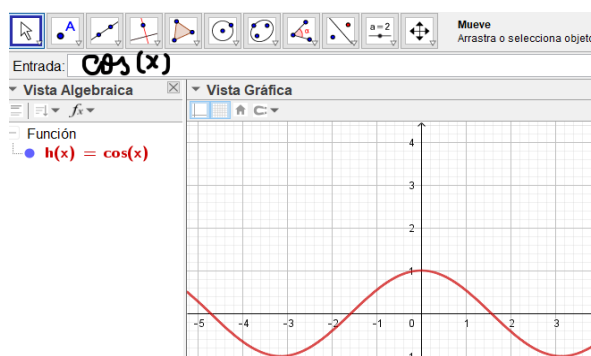 a=2
Mueve
Arrastra o selecciona objeto
Entrada: cos(x)
Vista Algebraica
Vista Gráfica
fx
Función
h(x) = cos(x)
4
3
2
1
-5 -4 -3 -2 -1 0 1 2 3